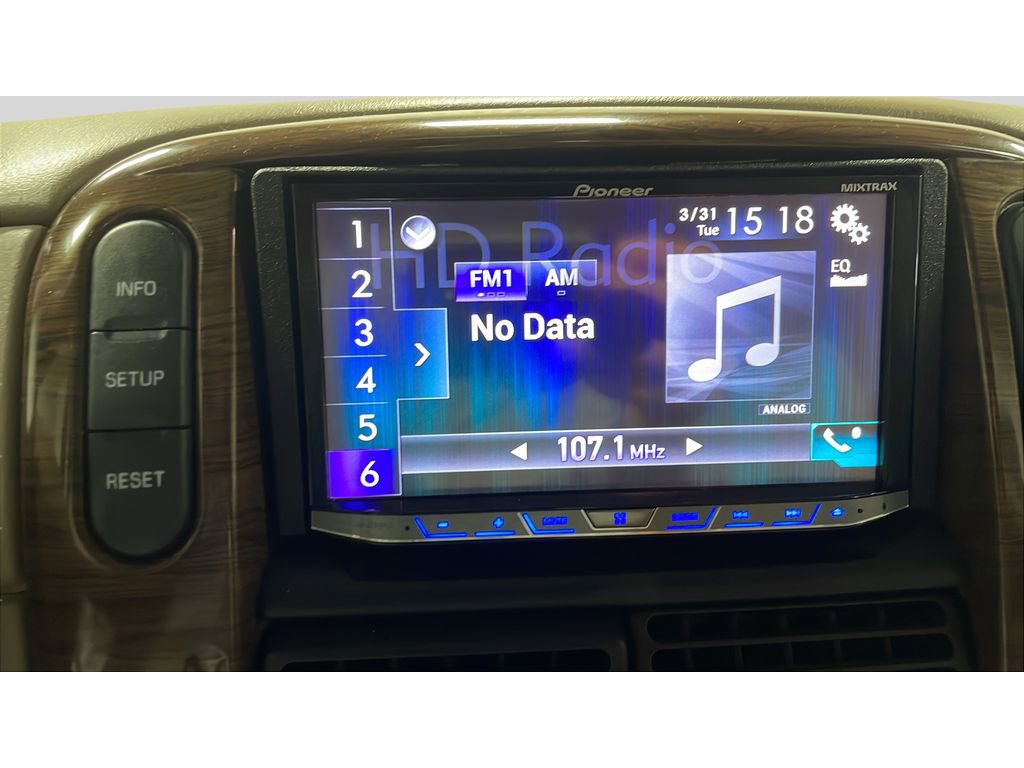 Pioneer
MIXTRAX
HD Radio
3/31
Tue
15 18
1
2
3
4
5
6
FM1
AM
EQ
No Data
ANALOG
107.1 MHz
INFO
SETUP
RESET
MUTE